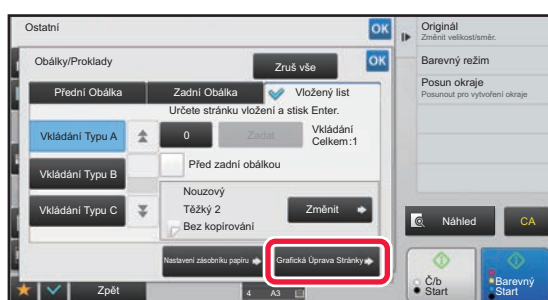 Ostatní
OK
Obálky/Proklady
Zruš vše
OK
Přední Obálka
Zadní Obálka
Vložený list
Určete stránku vložení a stisk Enter.
Vkládání Typu A
0
Zadat
Vkládání
Celkem:1
Před zadní obálkou
Vkládání Typu B
Vkládání Typu C
Nouzový
Těžký 2
Bez kopírování
Změnit
Nastavení zásobníku papíru
Grafická Úprava Stránky
Zpět
4
A3
Originál
Změnit velikost/směr.
Barevný režim
Posun okraje
Posunout pro vytvoření okraje
Náhled
CA
Č/b
Start
Barevný
Start